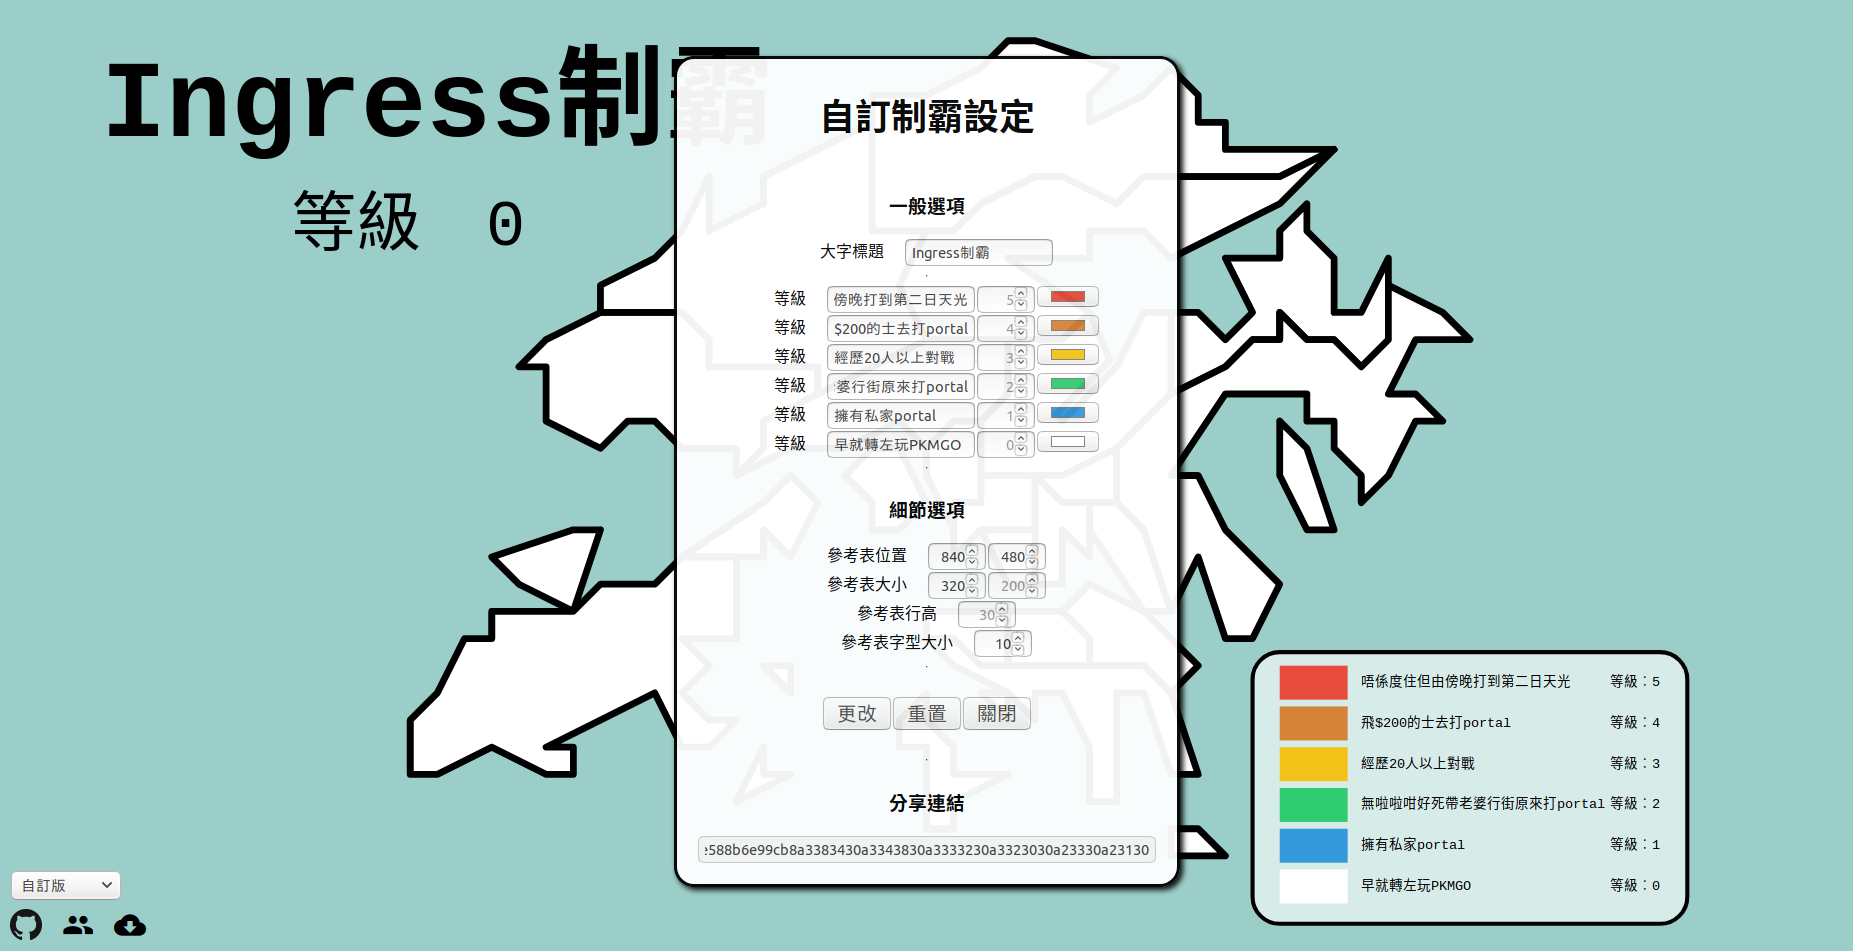 Ingress制霸
等級 0
自訂制霸設定
一般選項
大字標題 Ingress制霸
等級 傍晚打到第二日天光 5
等級 $200的士去打portal 4
等級 經歷20人以上對戰 3
等級 婆行街原來打portal 2
等級 擁有私家portal 1
等級 早就轉左玩PKMGO 0
細節選項
參考表位置 840 480
參考表大小 320 200
參考表行高 30
參考表字型大小 10
更改 重置 關閉
分享連結
e588b6e99cb8a3383430a3343830a3333230a3323030a23330a23130
唔係度住但由傍晚打到第二日天光 等級：5
飛$200的士去打portal 等級：4
經歷20人以上對戰 等級：3
無啦啦咁好死帶老婆行街原來打portal 等級：2
擁有私家portal 等級：1
早就轉左玩PKMGO 等級：0
自訂版